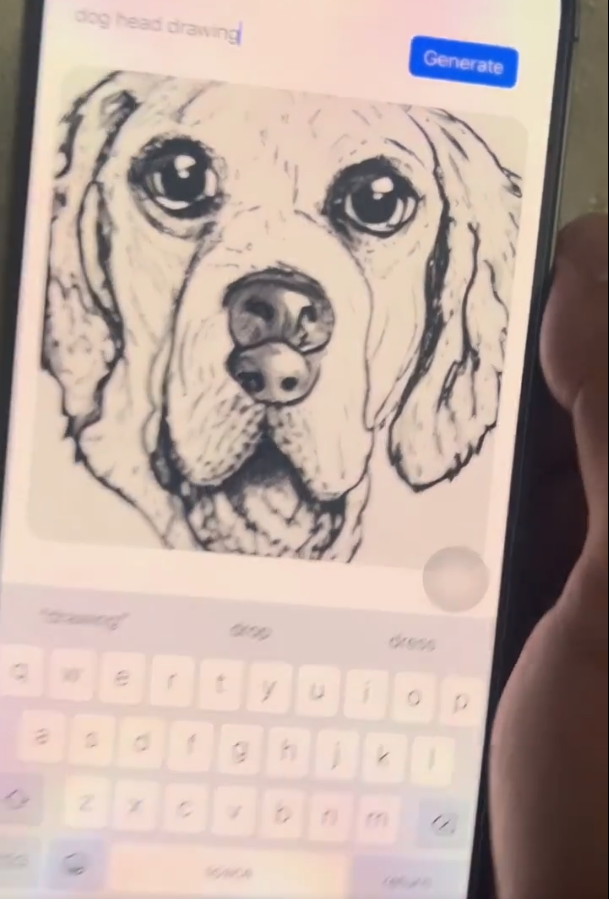 dog head drawing
Generate
"drawing" drop dress
q w e r t y u i o p
a s d f g h j k l
z x c v b n m
space return